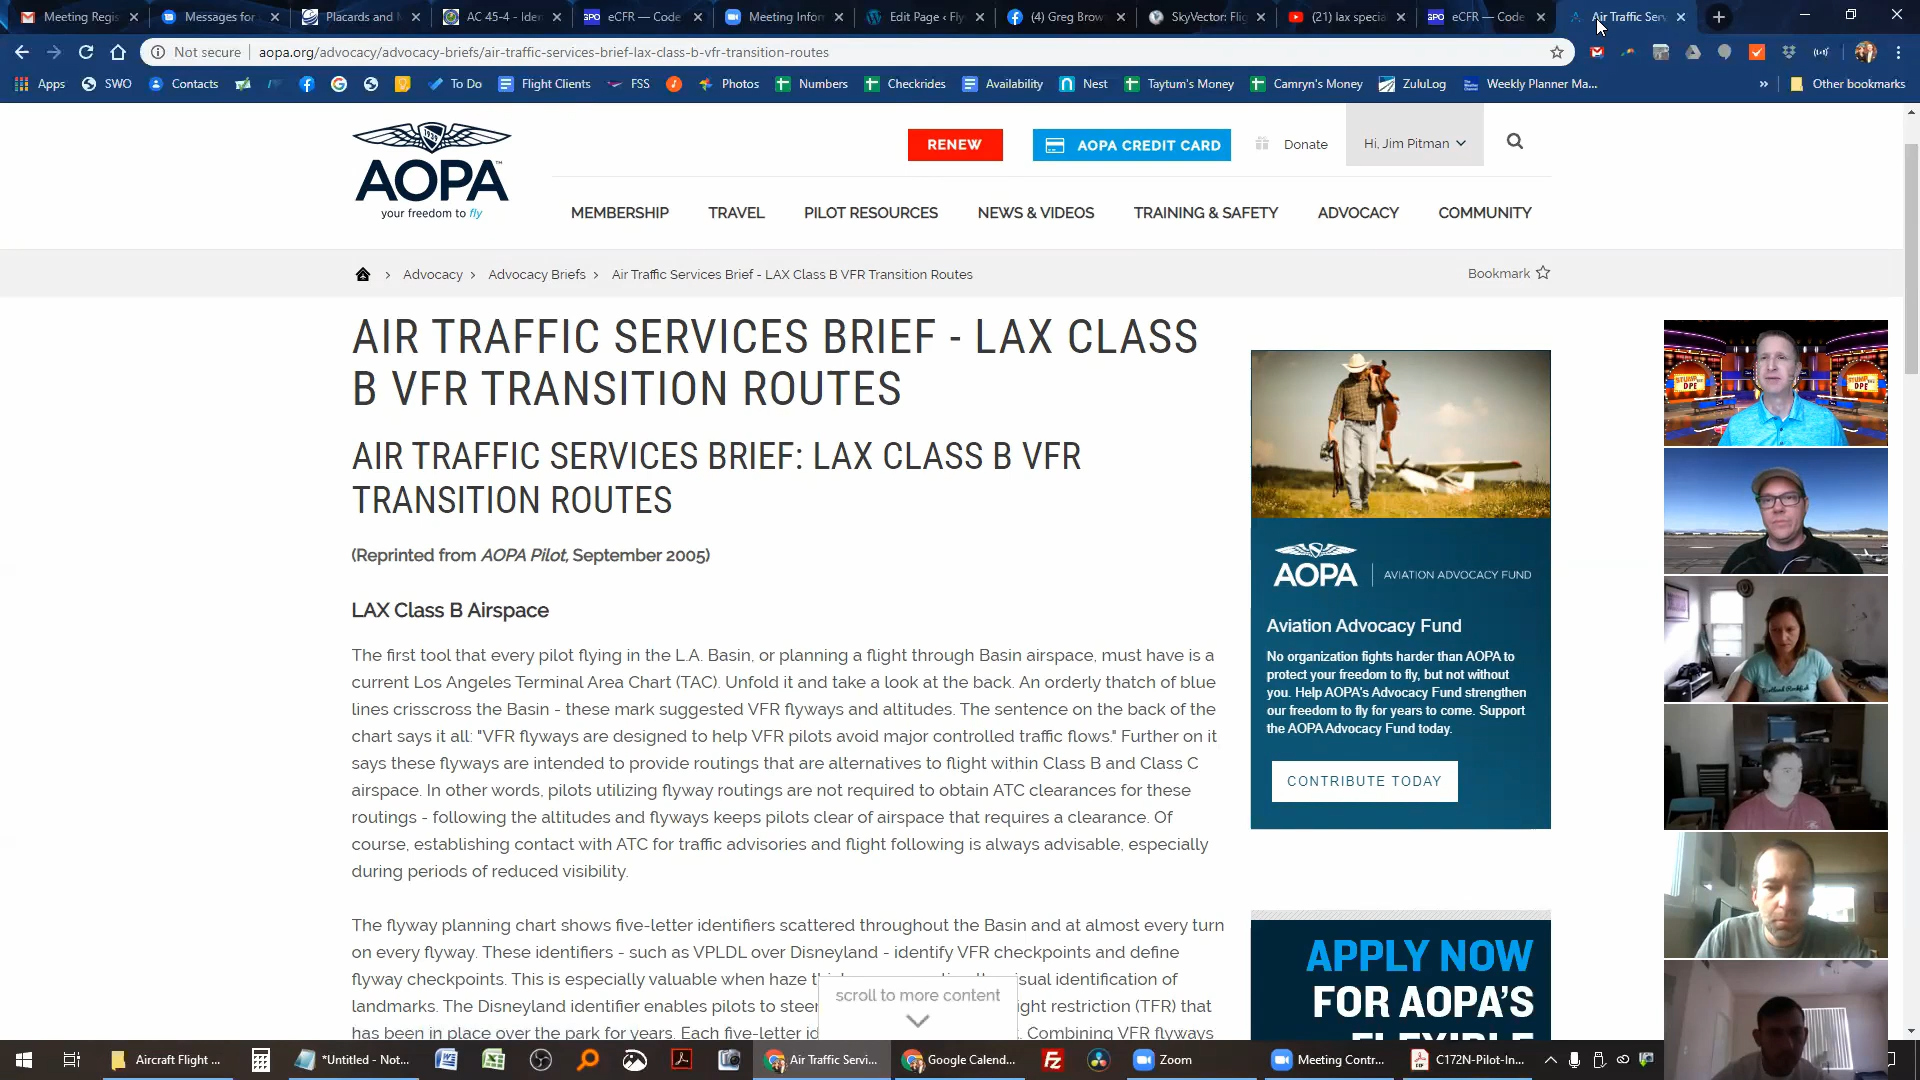 Meeting Regis
Messages for
Placards and M
AC 45-4 - Iden
eCFR — Code
Meeting Infor
Edit Page ‹ Fly
(4) Greg Brow
SkyVector: Flig
(21) lax specia
eCFR — Code
Air Traffic Serv
Not secure
aopa.org/advocacy/advocacy-briefs/air-traffic-services-brief-lax-class-b-vfr-transition-routes
Apps
SWO
Contacts
To Do
Flight Clients
FSS
Photos
Numbers
Checkrides
Availability
Nest
Taytum's Money
Camryn's Money
ZuluLog
Weekly Planner Ma...
Other bookmarks
AOPA
your freedom to fly
RENEW
AOPA CREDIT CARD
Donate
Hi, Jim Pitman
MEMBERSHIP
TRAVEL
PILOT RESOURCES
NEWS & VIDEOS
TRAINING & SAFETY
ADVOCACY
COMMUNITY
Advocacy > Advocacy Briefs > Air Traffic Services Brief - LAX Class B VFR Transition Routes
Bookmark
AIR TRAFFIC SERVICES BRIEF - LAX CLASS
B VFR TRANSITION ROUTES
AIR TRAFFIC SERVICES BRIEF: LAX CLASS B VFR
TRANSITION ROUTES
(Reprinted from AOPA Pilot, September 2005)
LAX Class B Airspace
The first tool that every pilot flying in the L.A. Basin, or planning a flight through Basin airspace, must have is a
current Los Angeles Terminal Area Chart (TAC). Unfold it and take a look at the back. An orderly thatch of blue
lines crisscross the Basin - these mark suggested VFR flyways and altitudes. The sentence on the back of the
chart says it all: "VFR flyways are designed to help VFR pilots avoid major controlled traffic flows." Further on it
says these flyways are intended to provide routings that are alternatives to flight within Class B and Class C
airspace. In other words, pilots utilizing flyway routings are not required to obtain ATC clearances for these
routings - following the altitudes and flyways keeps pilots clear of airspace that requires a clearance. Of
course, establishing contact with ATC for traffic advisories and flight following is always advisable, especially
during periods of reduced visibility.
The flyway planning chart shows five-letter identifiers scattered throughout the Basin and at almost every turn
on every flyway. These identifiers - such as VPLDL over Disneyland - identify VFR checkpoints and define
flyway checkpoints. This is especially valuable when haze identification of
landmarks. The Disneyland identifier enables pilots to steer restriction (TFR) that
has been in place over the park for years. Each five-letter Combining VFR flyways
scroll to more content
AOPA
AVIATION ADVOCACY FUND
Aviation Advocacy Fund
No organization fights harder than AOPA to
protect your freedom to fly, but not without
you. Help AOPA's Advocacy Fund strengthen
our freedom to fly for years to come. Support
the AOPA Advocacy Fund today.
CONTRIBUTE TODAY
APPLY NOW
FOR AOPA'S
FLEXIBLE
STUMP
DPE
STUMP
DPE
Aircraft Flight ...
*Untitled - Not...
Air Traffic Servi...
Google Calend...
Zoom
Meeting Contr...
C172N-Pilot-In...